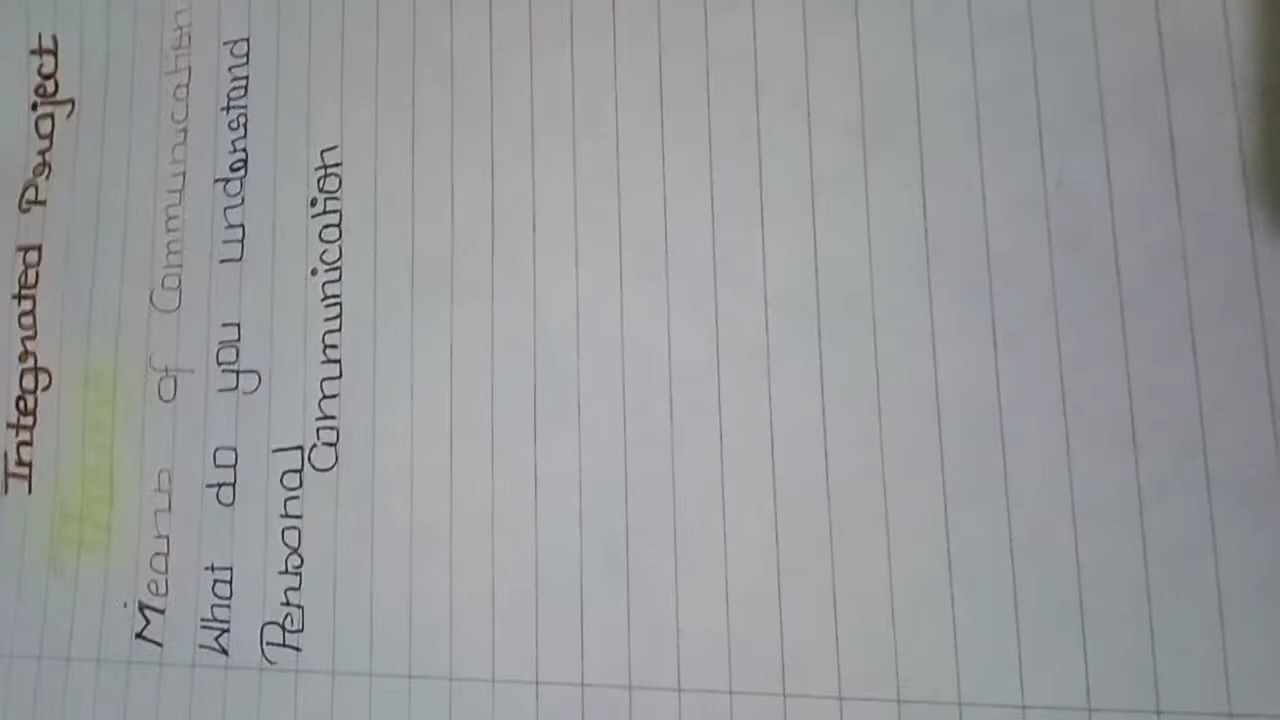 Integrated Project
Means of Communication
What do you understand
Personal
Communication